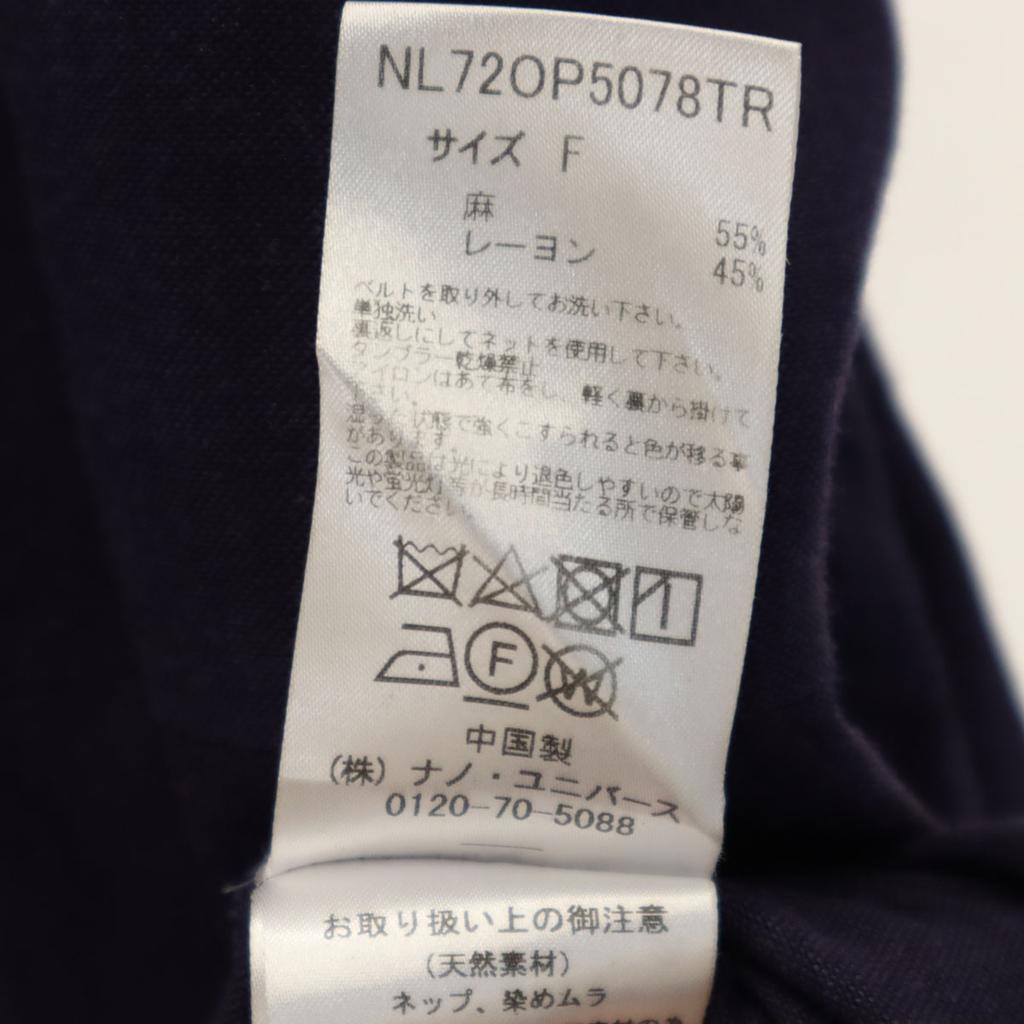 NL72OP5078TR
サイズ F
麻 55%
レーヨン 45%
ベルトを取り外してお洗い下さい。
単独洗い
裏返しにしてネットを使用して下さい。
タンブラー乾燥禁止
アイロンはあて布をし、軽く裏から掛けて
下さい。
湿った状態で強くこすられると色が移る事
があります。
この製品は光により退色しやすいので太陽
光や蛍光灯等が長時間当たる所で保管しな
いでください。
F
W
中国製
(株) ナノ・ユニバース
0120-70-5088
お取り扱い上の御注意
(天然素材)
ネップ、染めムラ